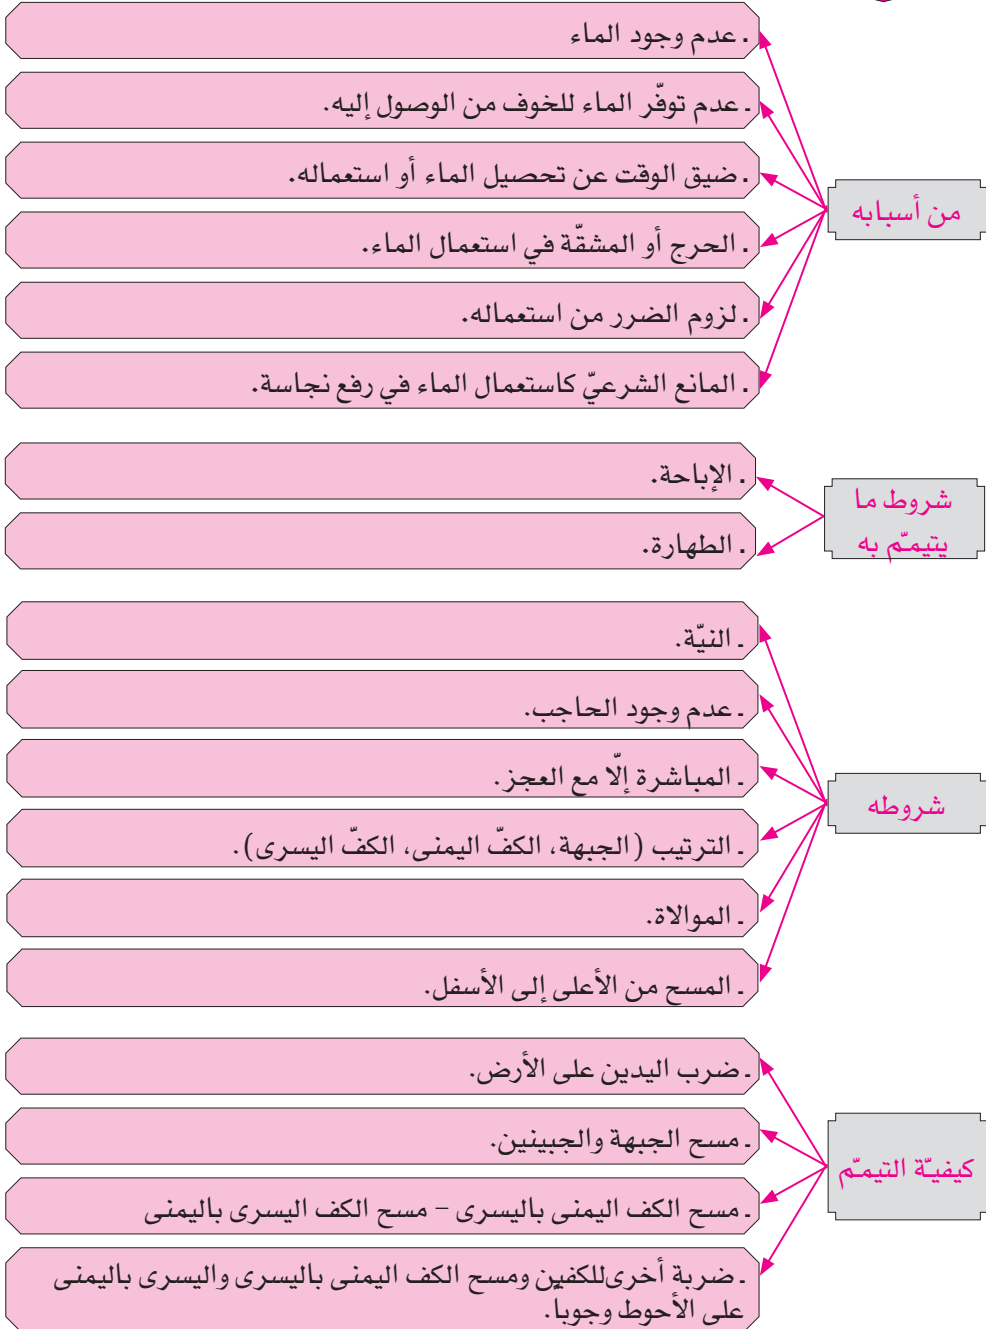 من أسبابه
. عدم وجود الماء
ـ عدم توفّر الماء للخوف من الوصول إليه.
. ضيق الوقت عن تحصيل الماء أو استعماله.
. الحرج أو المشقّة في استعمال الماء.
. لزوم الضرر من استعماله.
. المانع الشرعيّ كاستعمال الماء في رفع نجاسة.
شروط ما
يتيمّم به
. الإباحة.
. الطهارة.
شروطه
ـ النيّة.
ـ عدم وجود الحاجب.
ـ المباشرة إلّا مع العجز.
ـ الترتيب (الجبهة، الكفّ اليمنى، الكفّ اليسرى).
ـ الموالاة.
ـ المسح من الأعلى إلى الأسفل.
كيفيّة التيمّم
ـ ضرب اليدين على الأرض.
ـ مسح الجبهة والجبينين.
ـ مسح الكف اليمنى باليسرى – مسح الكف اليسرى باليمنى
ـ ضربة أخرى للكفين ومسح الكف اليمنى باليسرى واليسرى باليمنى
على الأحوط وجوباً.